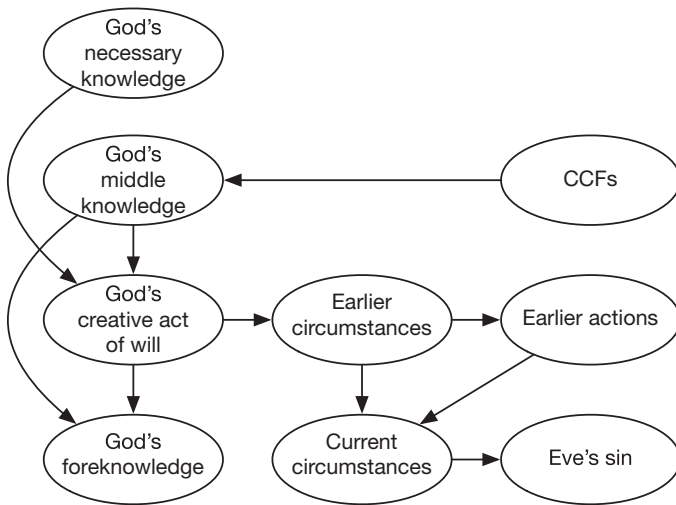 God's
necessary
knowledge
God's
middle
knowledge
CCFs
God's
creative act
of will
Earlier
circumstances
Earlier actions
God's
foreknowledge
Current
circumstances
Eve's sin